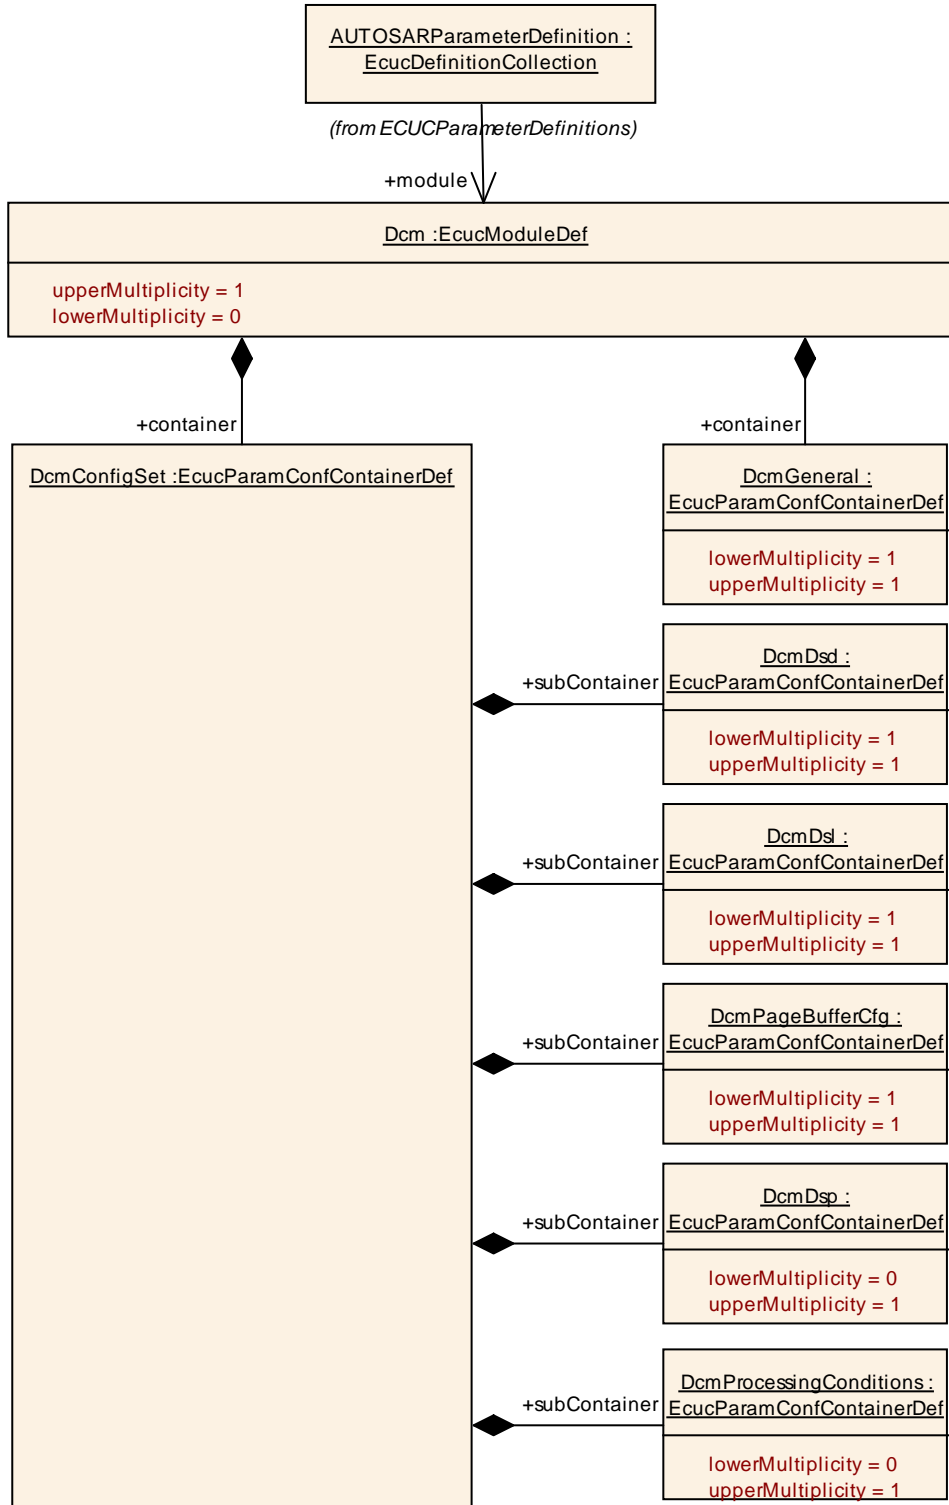 AUTOSARParameterDefinition :
EcucDefinitionCollection
(from ECUCParameterDefinitions)
+module
Dcm :EcucModuleDef
upperMultiplicity = 1
lowerMultiplicity = 0
+container
+container
DcmConfigSet :EcucParamConfContainerDef
DcmGeneral :
EcucParamConfContainerDef
lowerMultiplicity = 1
upperMultiplicity = 1
+subContainer
DcmDsd :
EcucParamConfContainerDef
lowerMultiplicity = 1
upperMultiplicity = 1
+subContainer
DcmDsl :
EcucParamConfContainerDef
lowerMultiplicity = 1
upperMultiplicity = 1
+subContainer
DcmPageBufferCfg :
EcucParamConfContainerDef
lowerMultiplicity = 1
upperMultiplicity = 1
+subContainer
DcmDsp :
EcucParamConfContainerDef
lowerMultiplicity = 0
upperMultiplicity = 1
+subContainer
DcmProcessingConditions :
EcucParamConfContainerDef
lowerMultiplicity = 0
upperMultiplicity = 1